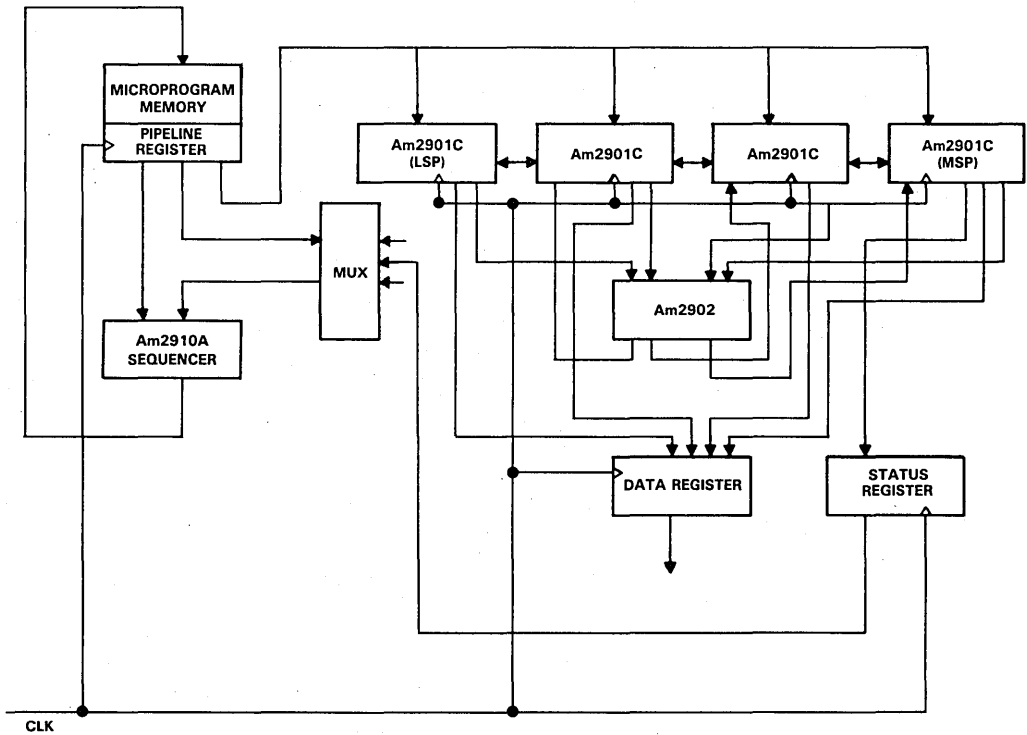 MICROPROGRAM
MEMORY
PIPELINE
REGISTER
Am2901C
(LSP)
Am2901C
Am2901C
Am2901C
(MSP)
MUX
Am2902
Am2910A
SEQUENCER
DATA REGISTER
STATUS
REGISTER
CLK